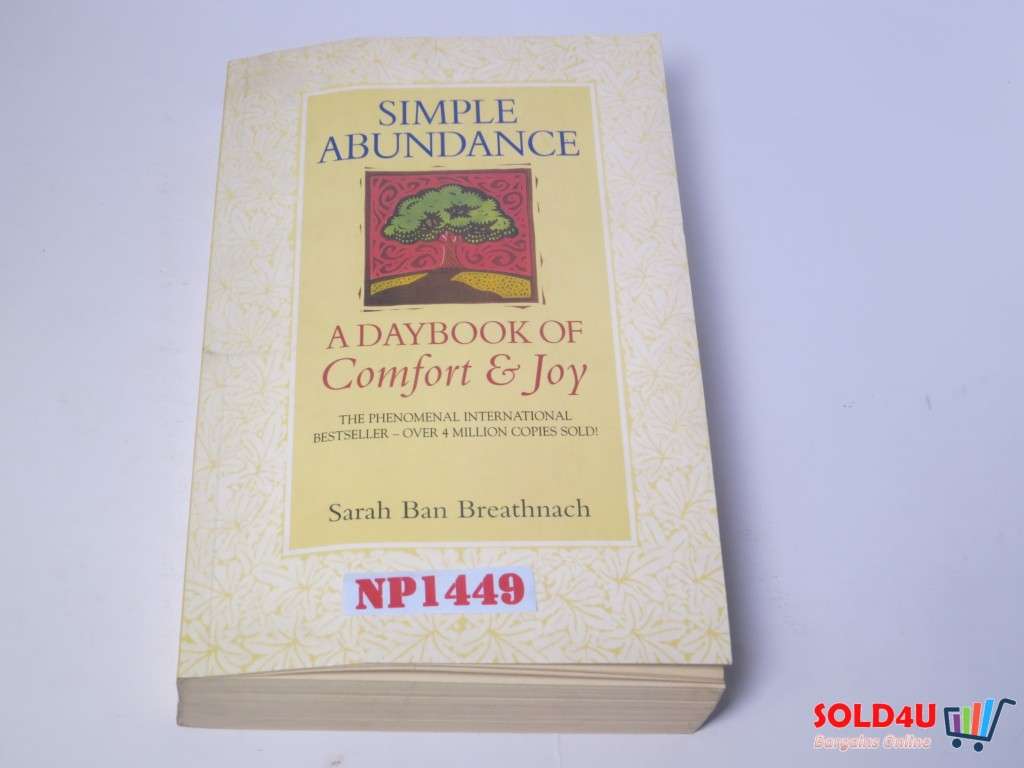 SIMPLE
ABUNDANCE
A DAYBOOK OF
Comfort & Joy
THE PHENOMENAL INTERNATIONAL
BESTSELLER – OVER 4 MILLION COPIES SOLD!
Sarah Ban Breathnach
NP1449
SOLD4U
Bargains Online